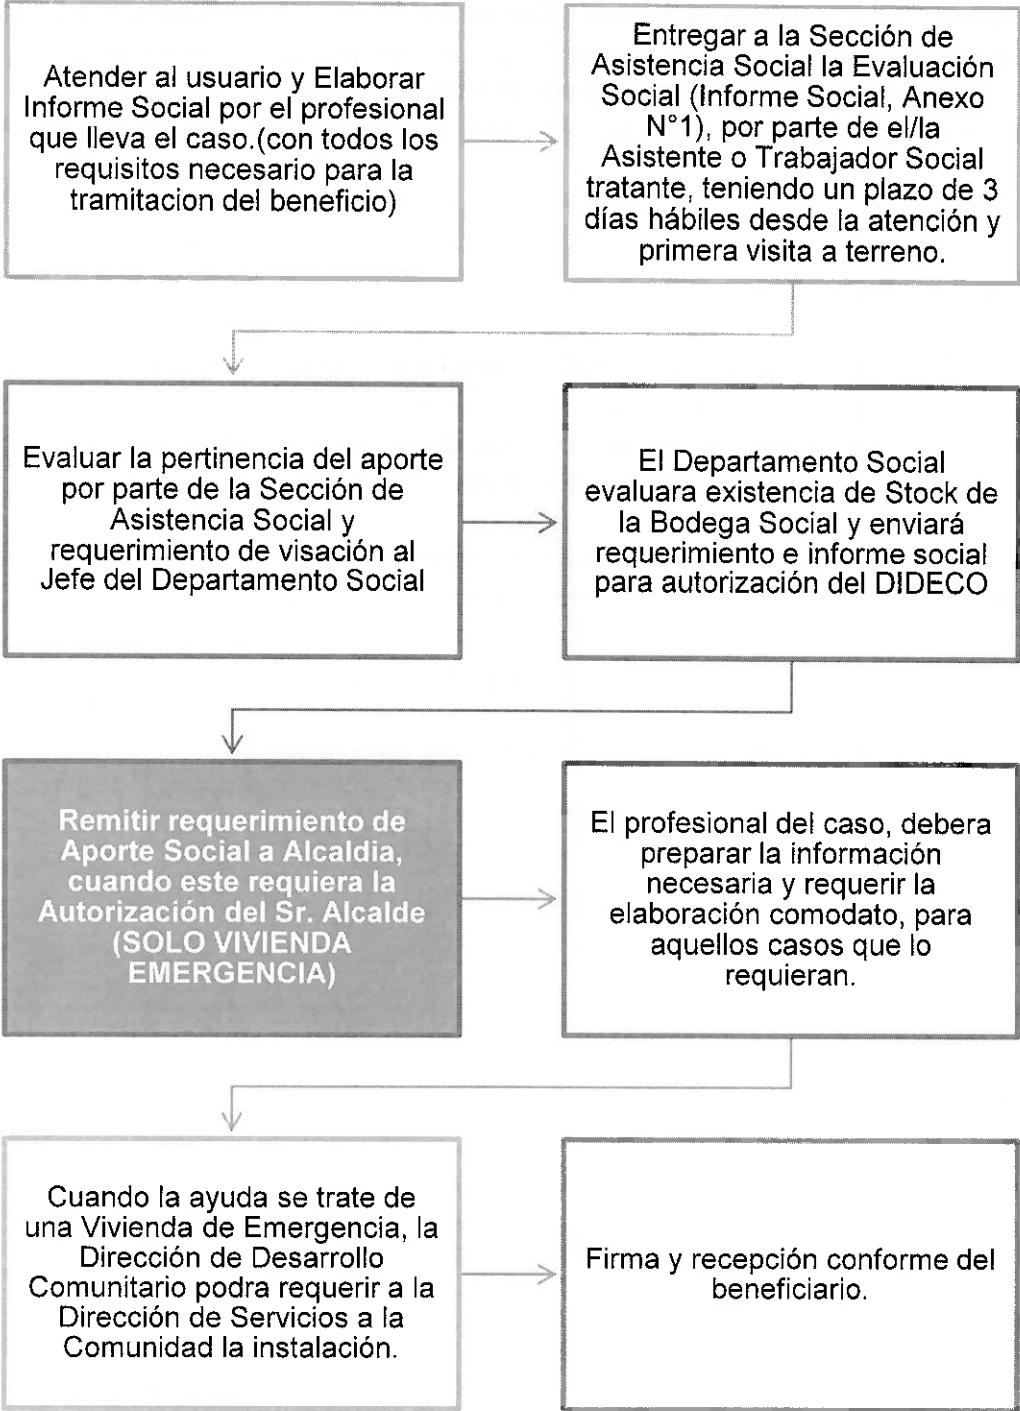 Atender al usuario y Elaborar
Informe Social por el profesional
que lleva el caso.(con todos los
requisitos necesario para la
tramitacion del beneficio)
Entregar a la Sección de
Asistencia Social la Evaluación
Social (Informe Social, Anexo
N°1), por parte de el/la
Asistente o Trabajador Social
tratante, teniendo un plazo de 3
días hábiles desde la atención y
primera visita a terreno.
Evaluar la pertinencia del aporte
por parte de la Sección de
Asistencia Social y
requerimiento de visación al
Jefe del Departamento Social
El Departamento Social
evaluara existencia de Stock de
la Bodega Social y enviará
requerimiento e informe social
para autorización del DIDECO
Remitir requerimiento de
Aporte Social a Alcaldia,
cuando este requiera la
Autorización del Sr. Alcalde
(SOLO VIVIENDA
EMERGENCIA)
El profesional del caso, debera
preparar la información
necesaria y requerir la
elaboración comodato, para
aquellos casos que lo
requieran.
Cuando la ayuda se trate de
una Vivienda de Emergencia, la
Dirección de Desarrollo
Comunitario podra requerir a la
Dirección de Servicios a la
Comunidad la instalación.
Firma y recepción conforme del
beneficiario.